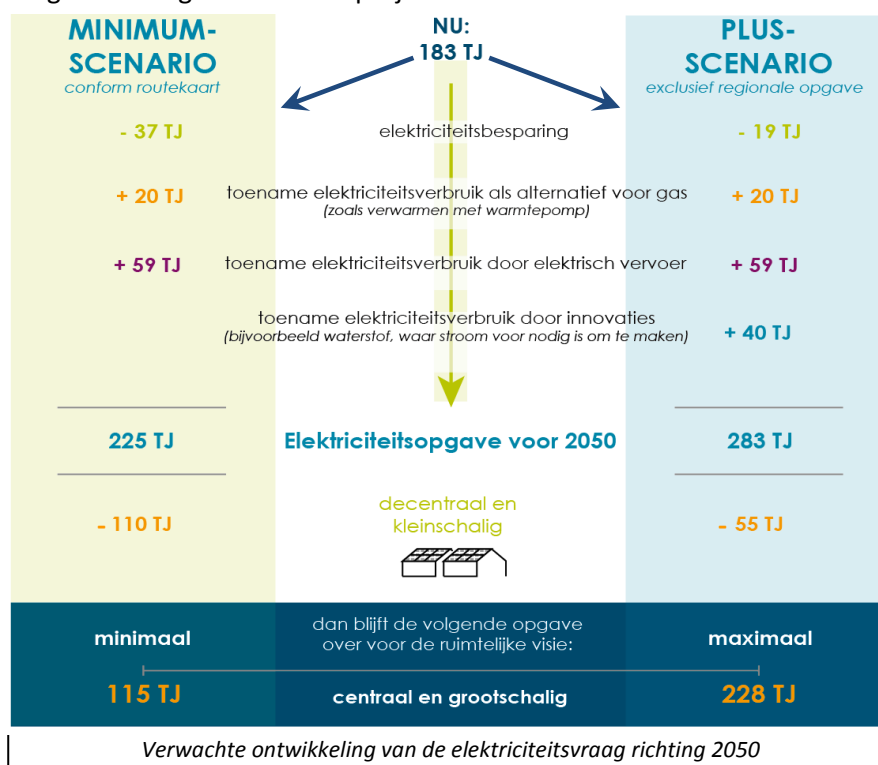 MINIMUM-
SCENARIO
conform routekaart
NU:
183 TJ
PLUS-
SCENARIO
exclusief regionale opgave
- 37 TJ
elektriciteitsbesparing
- 19 TJ
+ 20 TJ
toename elektriciteitsverbruik als alternatief voor gas
(zoals verwarmen met warmtepomp)
+ 20 TJ
+ 59 TJ
toename elektriciteitsverbruik door elektrisch vervoer
+ 59 TJ
toename elektriciteitsverbruik door innovaties
(bijvoorbeeld waterstof, waar stroom voor nodig is om te maken)
+ 40 TJ
225 TJ
Elektriciteitsopgave voor 2050
283 TJ
- 110 TJ
decentraal en
kleinschalig
- 55 TJ
minimaal
dan blijft de volgende opgave
over voor de ruimtelijke visie:
maximaal
115 TJ
centraal en grootschalig
228 TJ
Verwachte ontwikkeling van de elektriciteitsvraag richting 2050